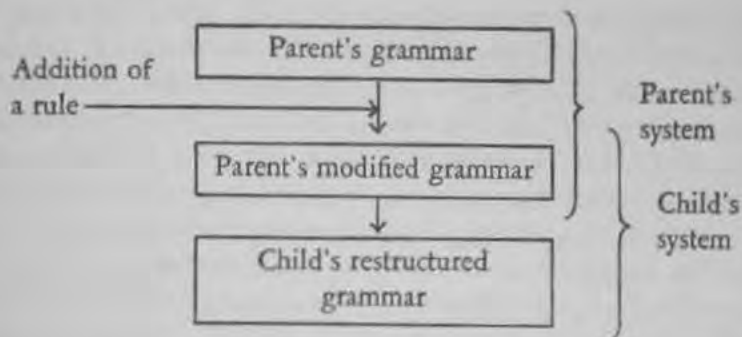 Parent's grammar
Addition of
a rule
Parent's
system
Parent's modified grammar
Child's
system
Child's restructured
grammar